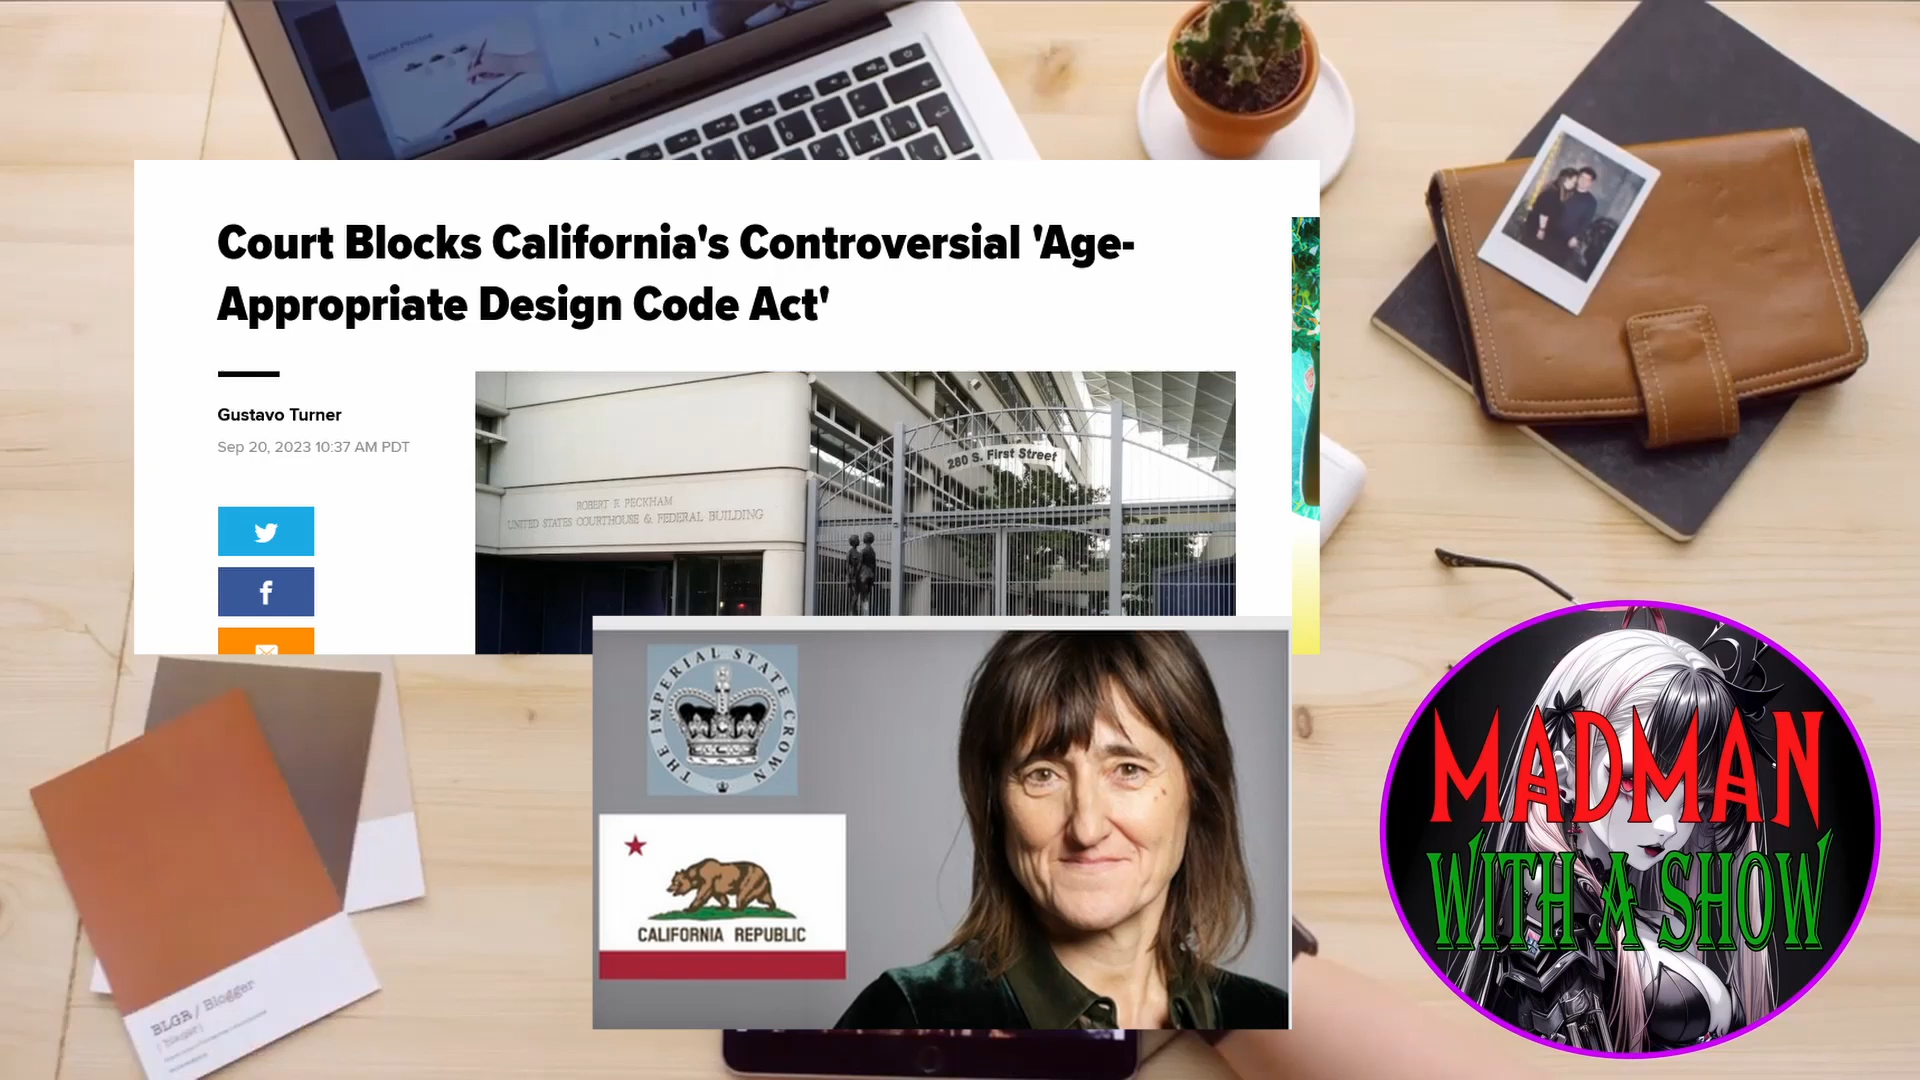 Court Blocks California's Controversial 'Age-
Appropriate Design Code Act'
Gustavo Turner
Sep 20, 2023 10:37 AM PDT
280 S. First Street
ROBERT F. PECKHAM
UNITED STATES COURTHOUSE & FEDERAL BUILDING
THE IMPERIAL STATE CROWN
CALIFORNIA REPUBLIC
MADMAN
WITH A SHOW
BLGR / Blogger